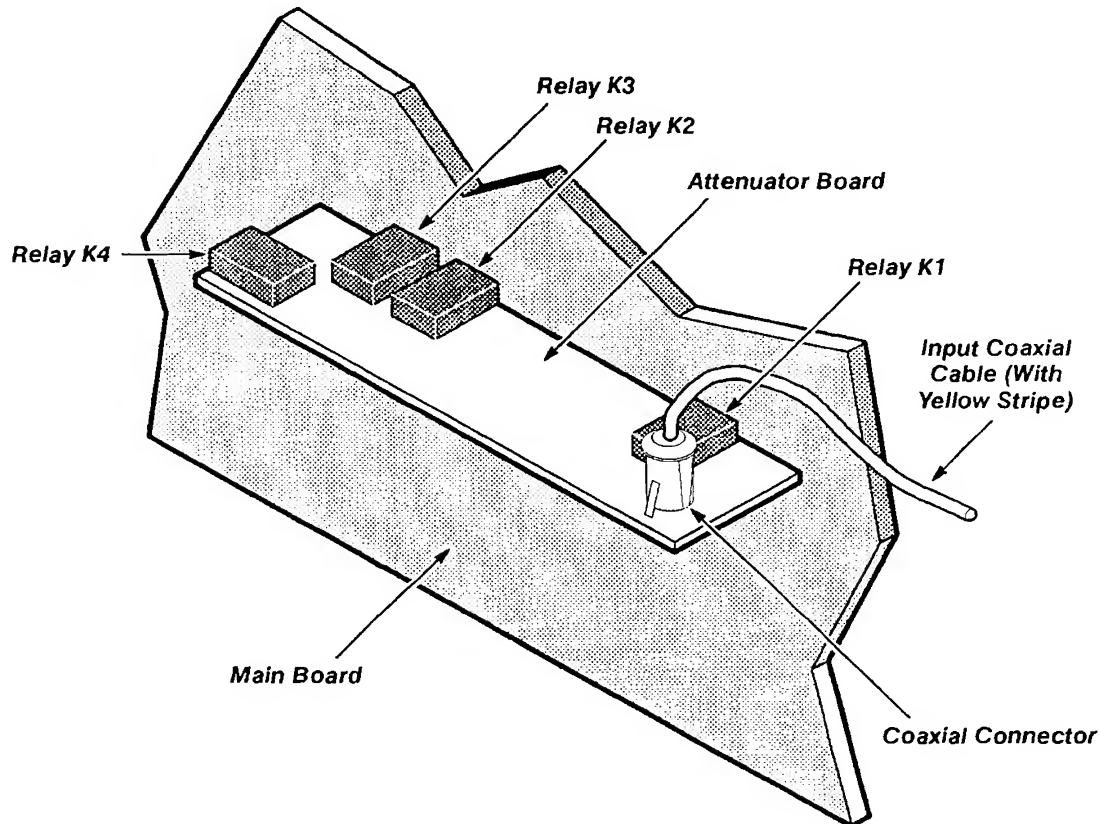 Relay K3
Relay K2
Attenuator Board
Relay K4
Relay K1
Input Coaxial
Cable (With
Yellow Stripe)
Main Board
Coaxial Connector